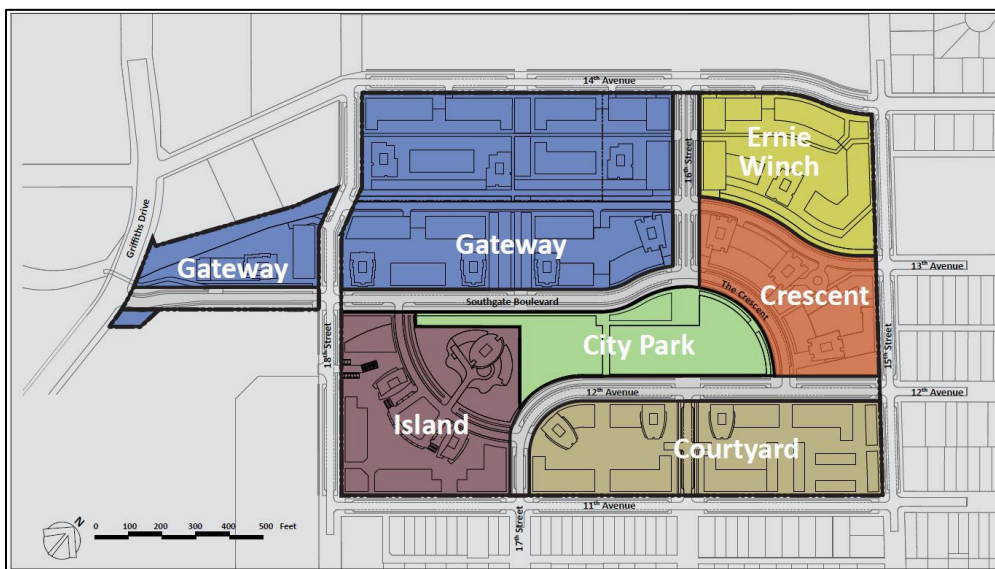 14th Avenue
Ernie
Winch
16th Street
Griffiths Drive
Gateway
Gateway
13th Avenue
Crescent
The Crescent
Southgate Boulevard
City Park
18th Street
15th Street
12th Avenue
12th Avenue
Island
Courtyard
11th Avenue
17th Street
N
0 100 200 300 400 500 Feet